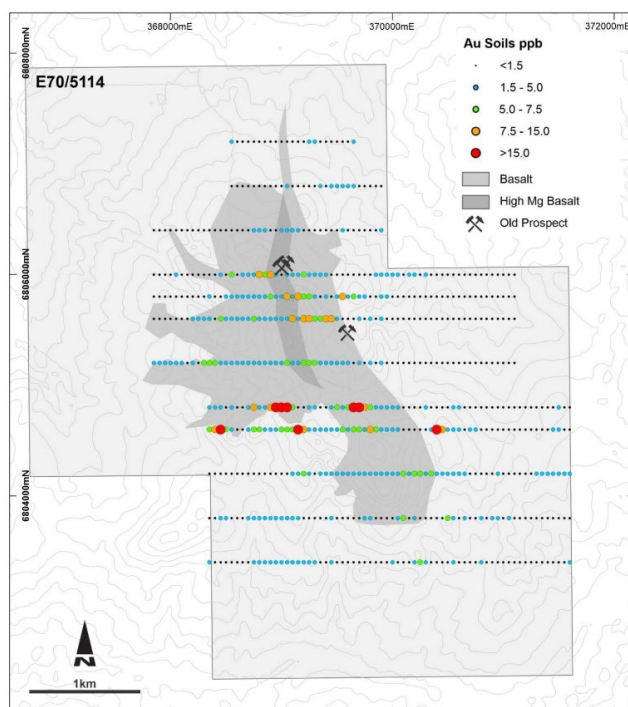 368000mE
370000mE
372000mE
6808000mN
6806000mN
6804000mN
E70/5114
Au Soils ppb
<1.5
1.5 - 5.0
5.0 - 7.5
7.5 - 15.0
>15.0
Basalt
High Mg Basalt
Old Prospect
N
1km